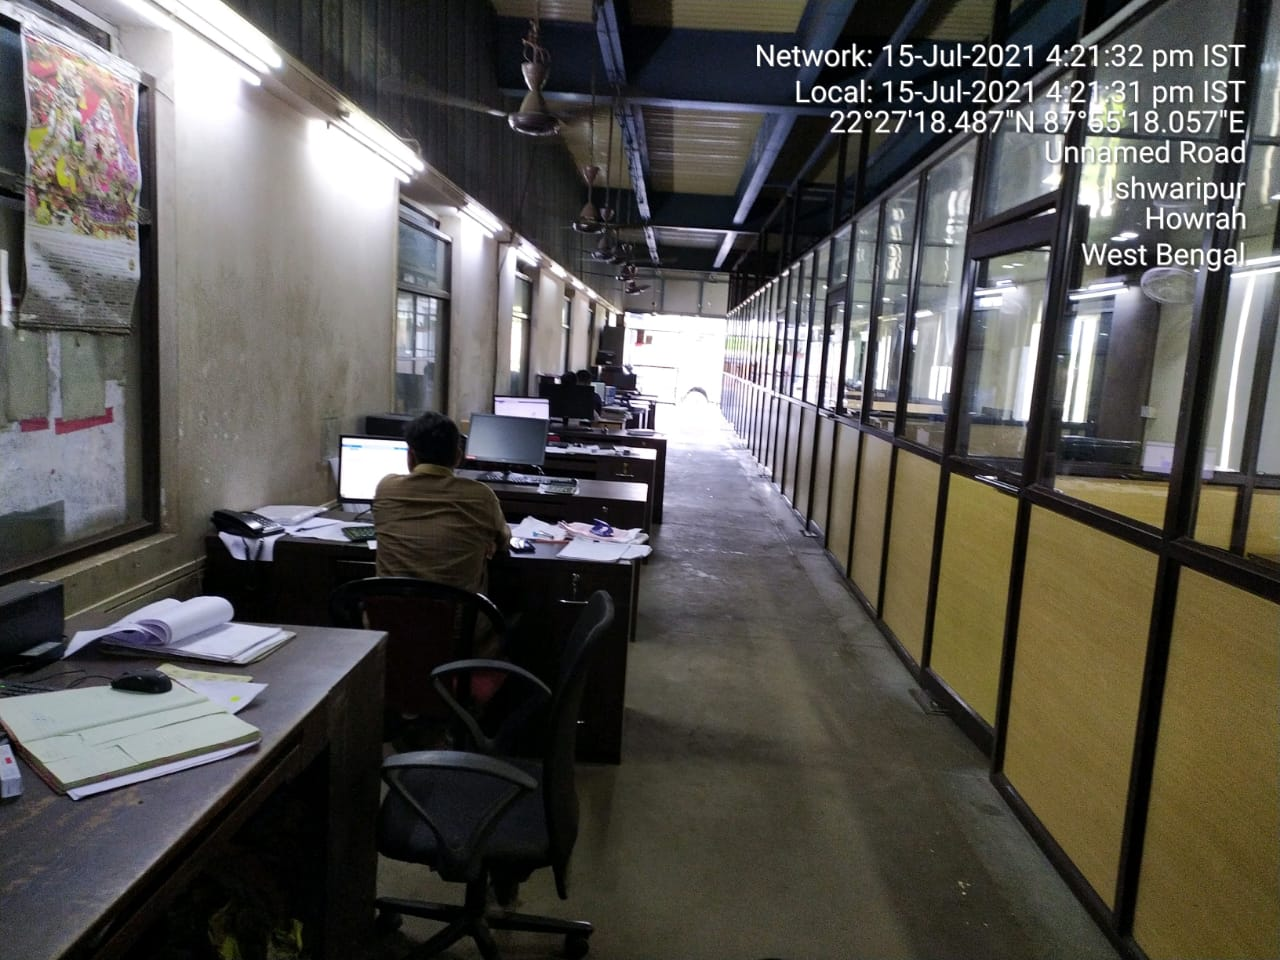 Network: 15-Jul-2021 4:21:32 pm IST
Local: 15-Jul-2021 4:21:31 pm IST
22°27'18.487"N 87°55'18.057"E
Unnamed Road
Ishwaripur
Howrah
West Bengal